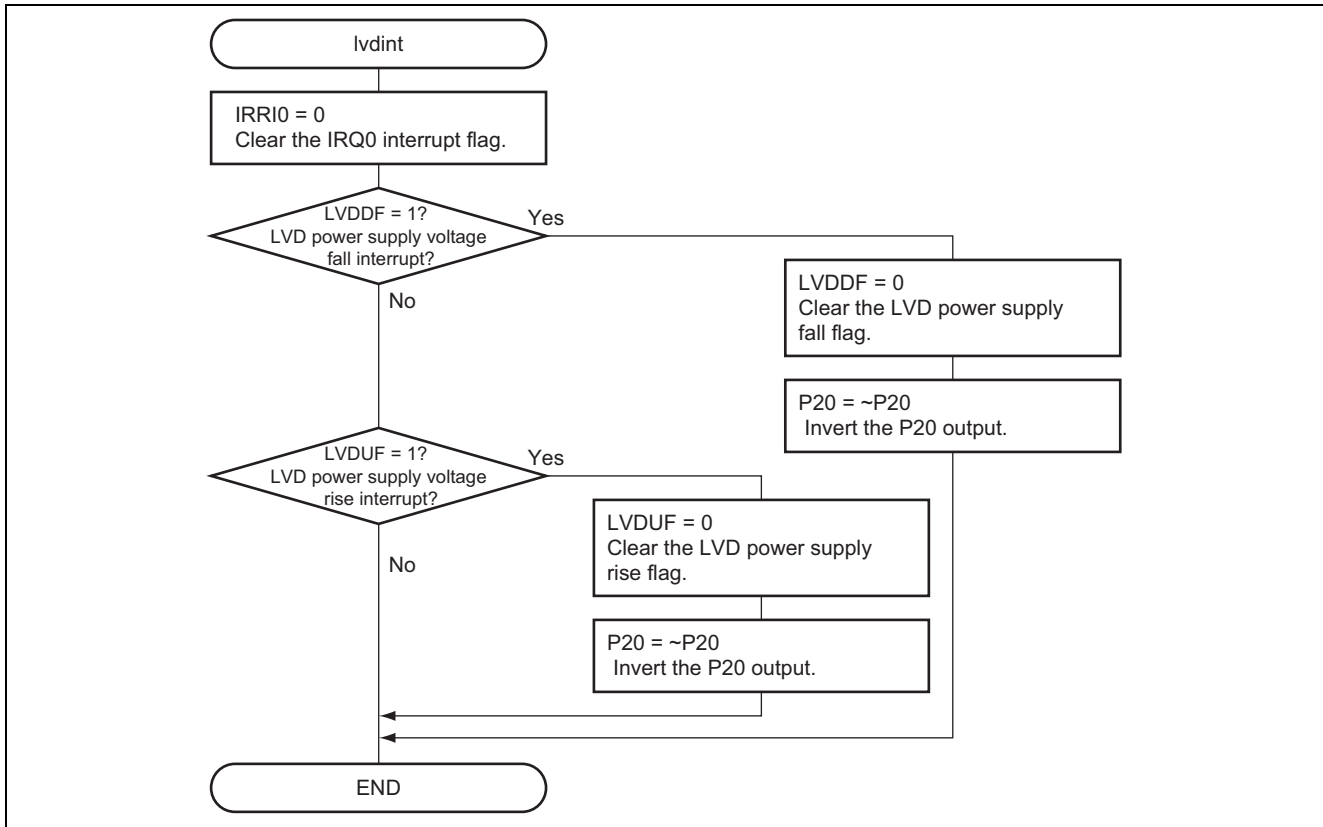 lvdint
IRRI0 = 0
Clear the IRQ0 interrupt flag.
LVDDF = 1?
LVD power supply voltage
fall interrupt?
Yes
No
LVDDF = 0
Clear the LVD power supply
fall flag.
P20 = ~P20
Invert the P20 output.
LVDUF = 1?
LVD power supply voltage
rise interrupt?
Yes
No
LVDUF = 0
Clear the LVD power supply
rise flag.
P20 = ~P20
Invert the P20 output.
END